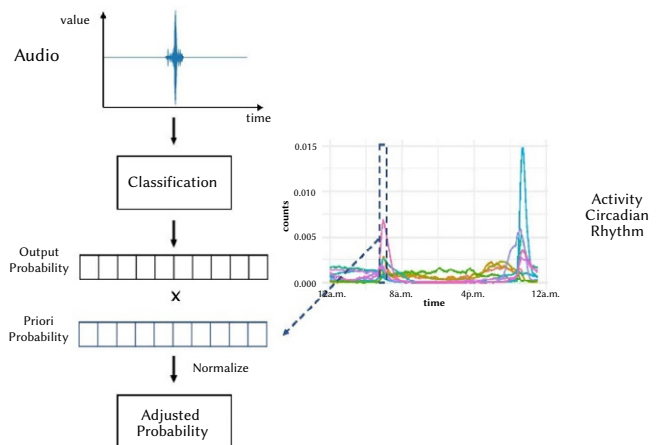 value
Audio
time
Classification
Output
Probability
x
Priori
Probability
Normalize
Adjusted
Probability
0.015
0.010
0.005
0.000
counts
12a.m.
8a.m.
4p.m.
12a.m.
time
Activity
Circadian
Rhythm